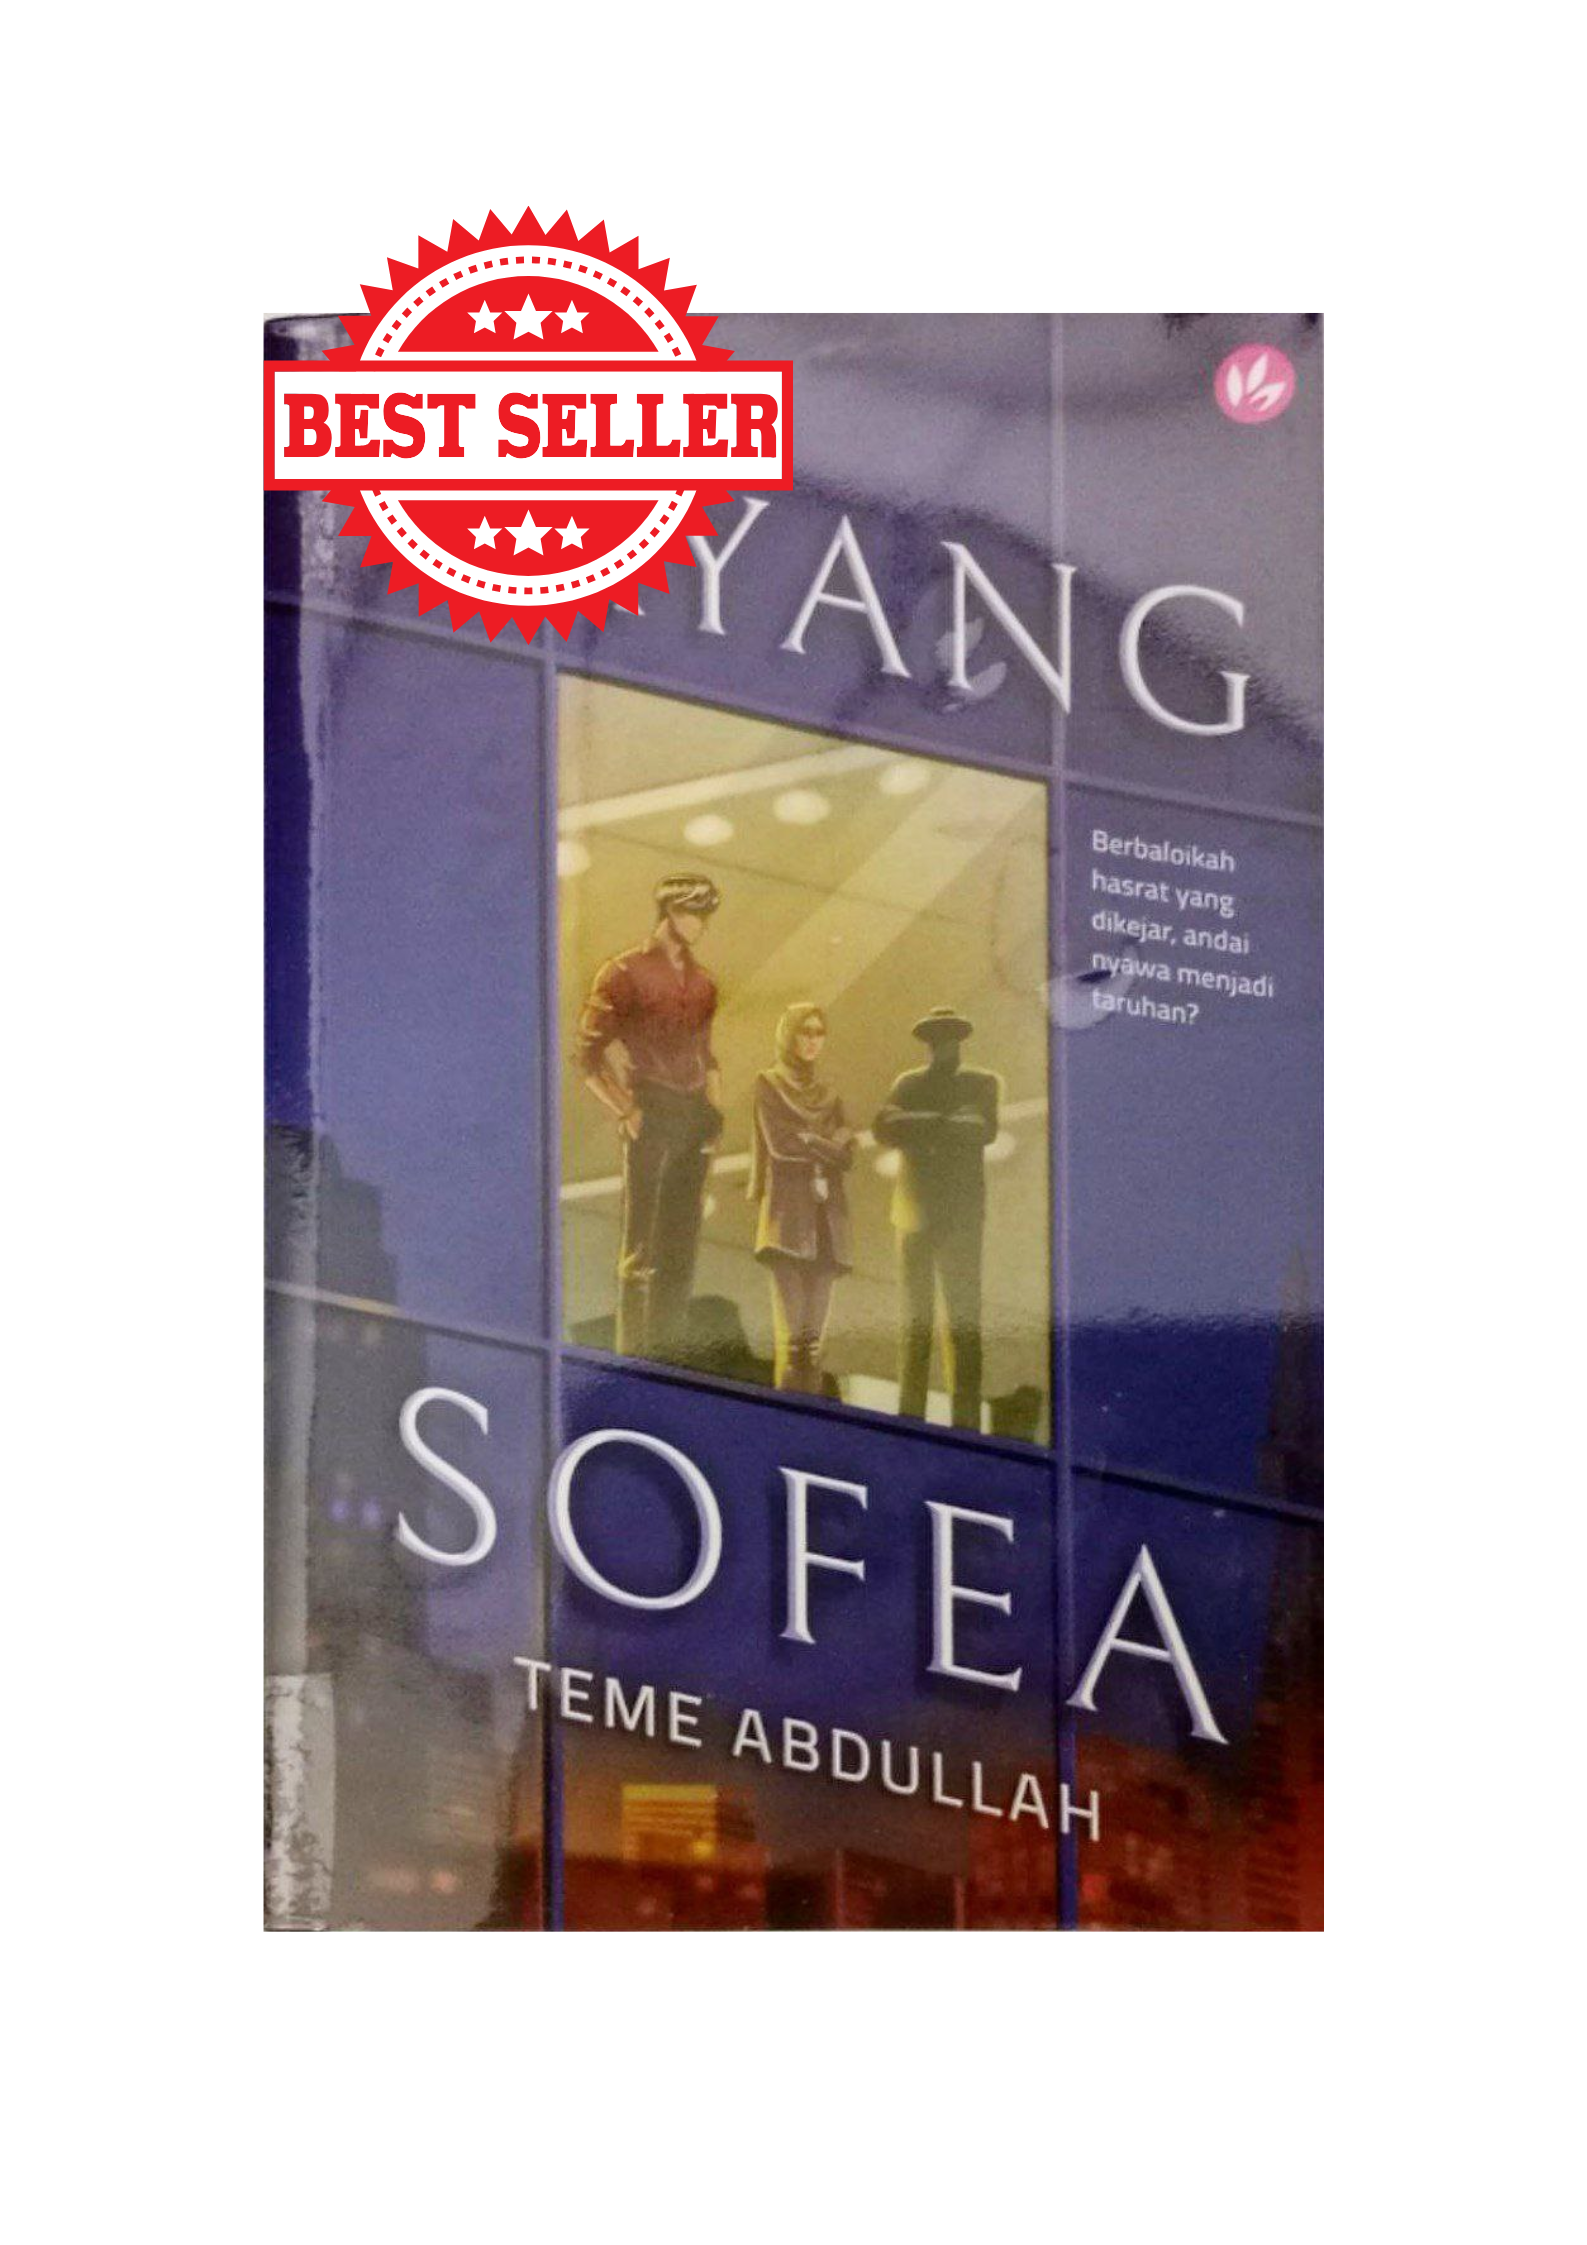 BEST SELLER
YANG
Berbaloikah
hasrat yang
dikejar, andai
nyawa menjadi
taruhan?
SOFEA
TEME ABDULLAH